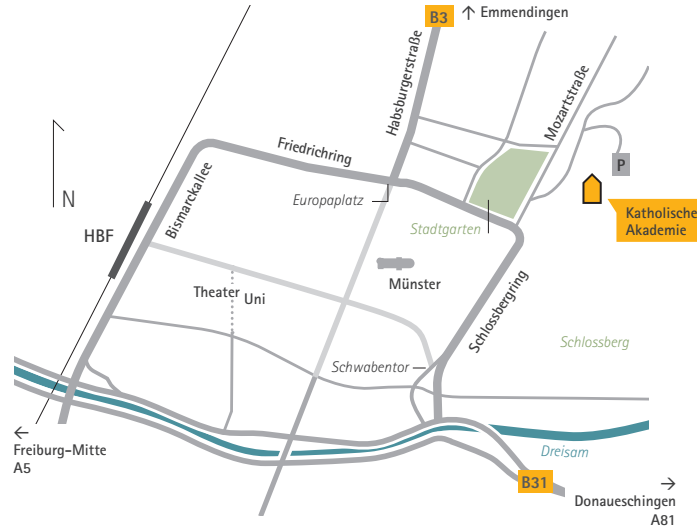 B3
↑ Emmendingen
Habsburgerstraße
Mozartstraße
Friedrichring
P
Bismarckallee
N
Europaplatz
Katholische
Akademie
Stadtgarten
HBF
Münster
Theater
Uni
Schlossbergring
Schlossberg
Schwabentor
←
Freiburg-Mitte
A5
Dreisam
B31
→
Donaueschingen
A81